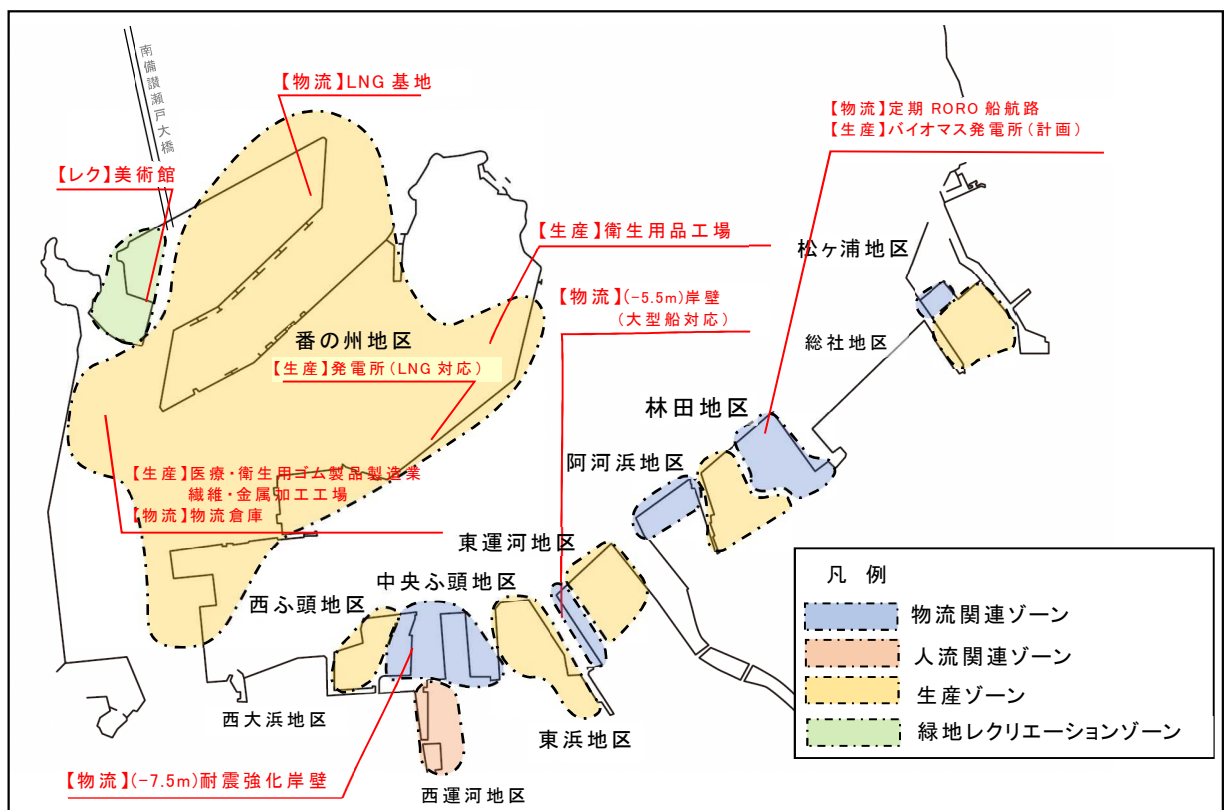 南備讃瀬戸大橋
【物流】LNG 基地
【物流】定期 RORO 船航路
【生産】バイオマス発電所(計画)
【レク】美術館
【生産】衛生用品工場
松ヶ浦地区
【物流】(-5.5m)岸壁
(大型船対応)
番の州地区
総社地区
【生産】発電所(LNG 対応)
林田地区
阿河浜地区
【生産】医療・衛生用ゴム製品製造業
繊維・金属加工工場
【物流】物流倉庫
東運河地区
中央ふ頭地区
西ふ頭地区
凡 例
物流関連ゾーン
人流関連ゾーン
生産ゾーン
緑地レクリエーションゾーン
西大浜地区
東浜地区
【物流】(-7.5m)耐震強化岸壁
西運河地区